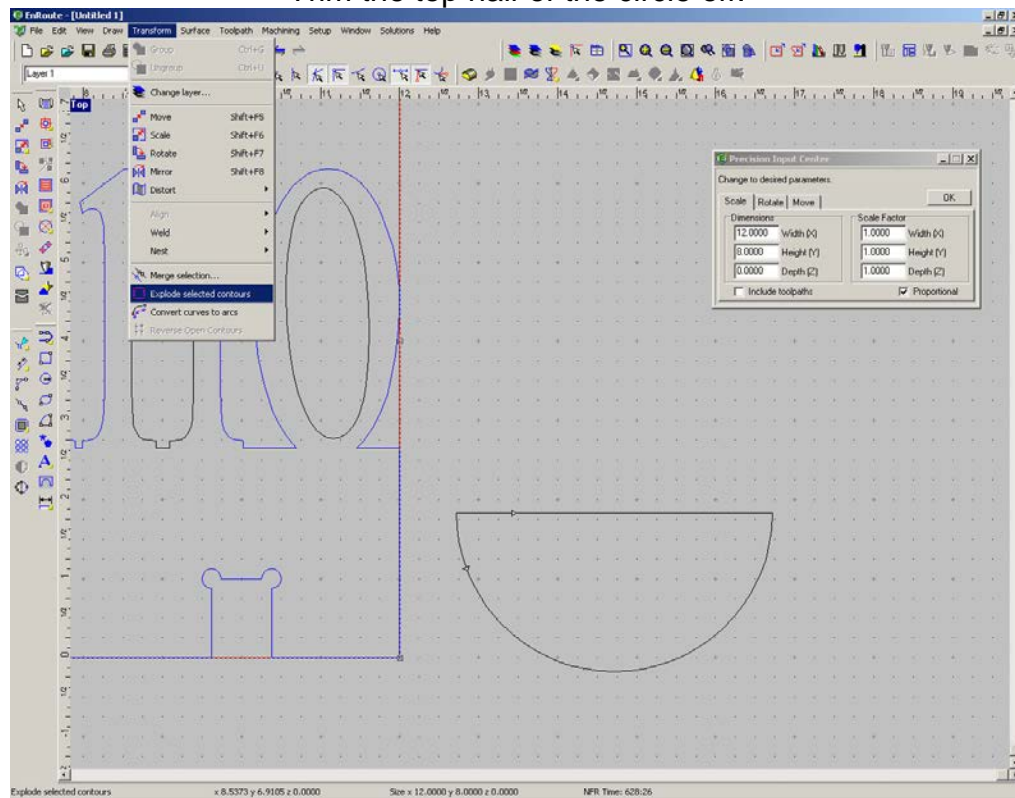 Trim the top half of the circle off.
EnRoute - [Untitled 1]
File Edit View Draw Transform Surface Toolpath Machining Setup Window Solutions Help
Layer 1
Top
Group Ctrl+G
Ungroup Ctrl+U
Change layer...
Move Shift+F5
Scale Shift+F6
Rotate Shift+F7
Mirror Shift+F8
Distort
Align
Weld
Nest
Merge selection...
Explode selected contours
Convert curves to arcs
Reverse Open Contours
Precision Input Center
Change to desired parameters.
OK
Scale Rotate Move
Dimensions Scale Factor
12.0000 Width (X) 1.0000 Width (X)
8.0000 Height (Y) 1.0000 Height (Y)
0.0000 Depth (Z) 1.0000 Depth (Z)
Include toolpaths Proportional
Explode selected contours x 8.5373 y 6.9105 z 0.0000 Size x 12.0000 y 8.0000 z 0.0000 NFR Time: 628:26